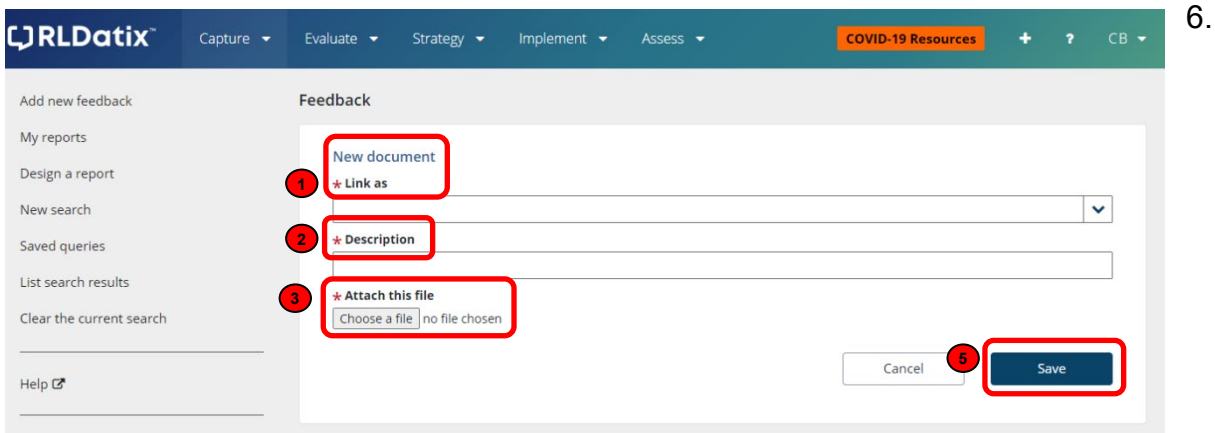 6.
RLDatix™ Capture Evaluate Strategy Implement Assess COVID-19 Resources + ? CB
Add new feedback
My reports
Design a report
New search
Saved queries
List search results
Clear the current search
Help
Feedback
New document
1 * Link as
2 * Description
3 * Attach this file
Choose a file no file chosen
Cancel 5 Save